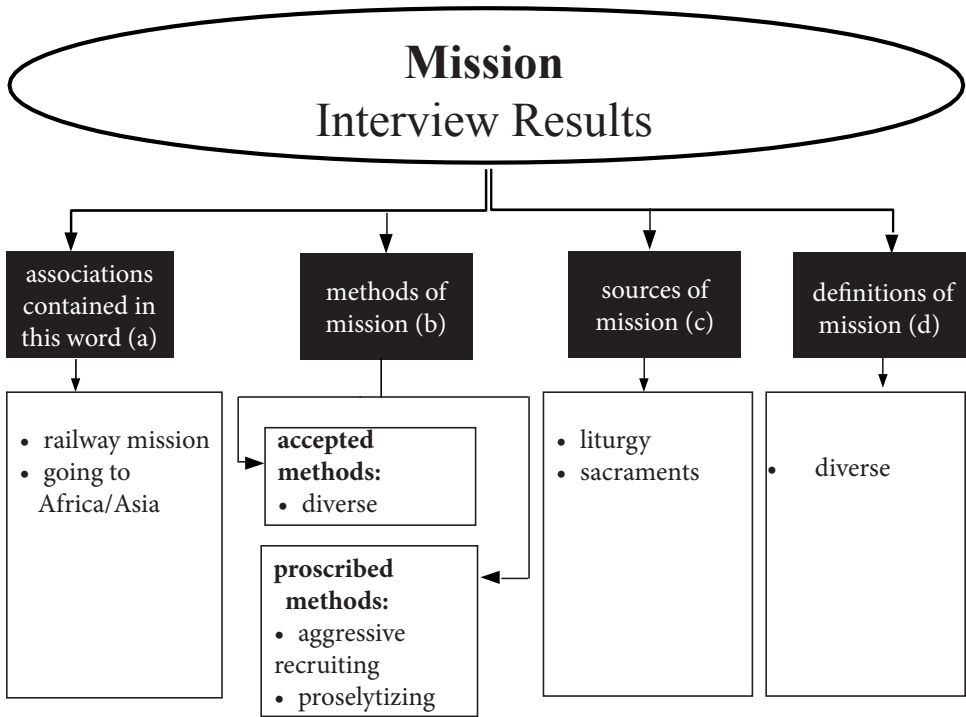 Mission
Interview Results
associations
contained in
this word (a)
methods of
mission (b)
sources of
mission (c)
definitions of
mission (d)
• railway mission
• going to
Africa/Asia
accepted
methods:
• diverse
proscribed
methods:
• aggressive
recruiting
• proselytizing
• liturgy
• sacraments
• diverse